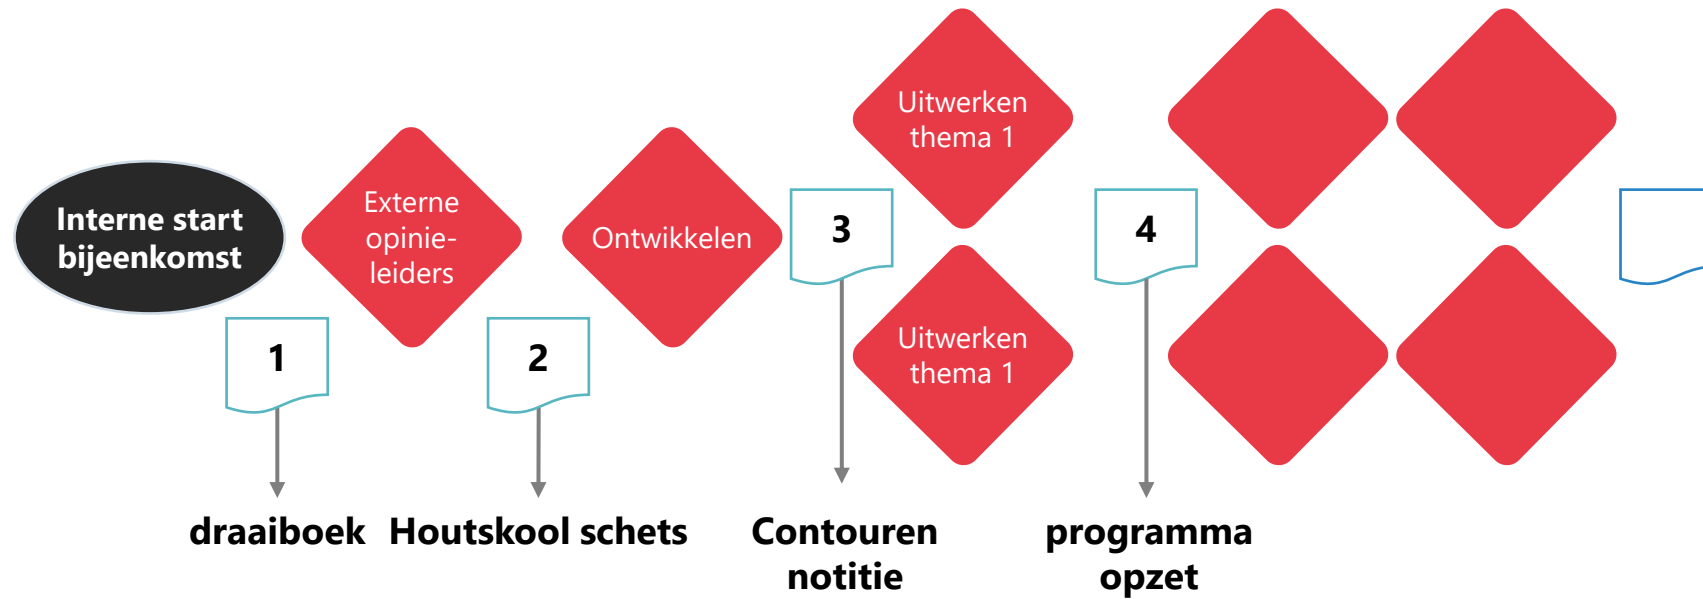 Interne start
bijeenkomst
1
draaiboek
Externe
opinie-
leiders
2
Houtskool schets
Ontwikkelen
3
Contouren
notitie
Uitwerken
thema 1
Uitwerken
thema 1
4
programma
opzet